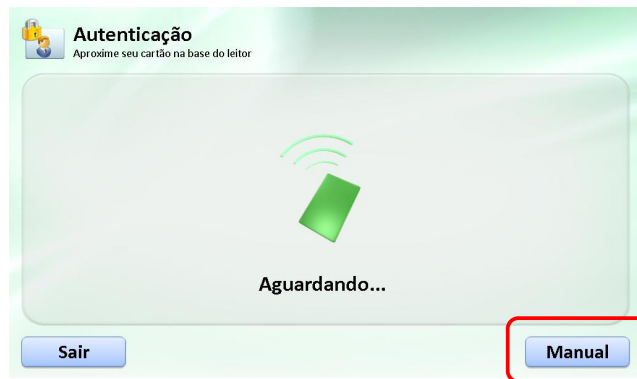 Autenticação
Aproxime seu cartão na base do leitor
Aguardando...
Sair
Manual